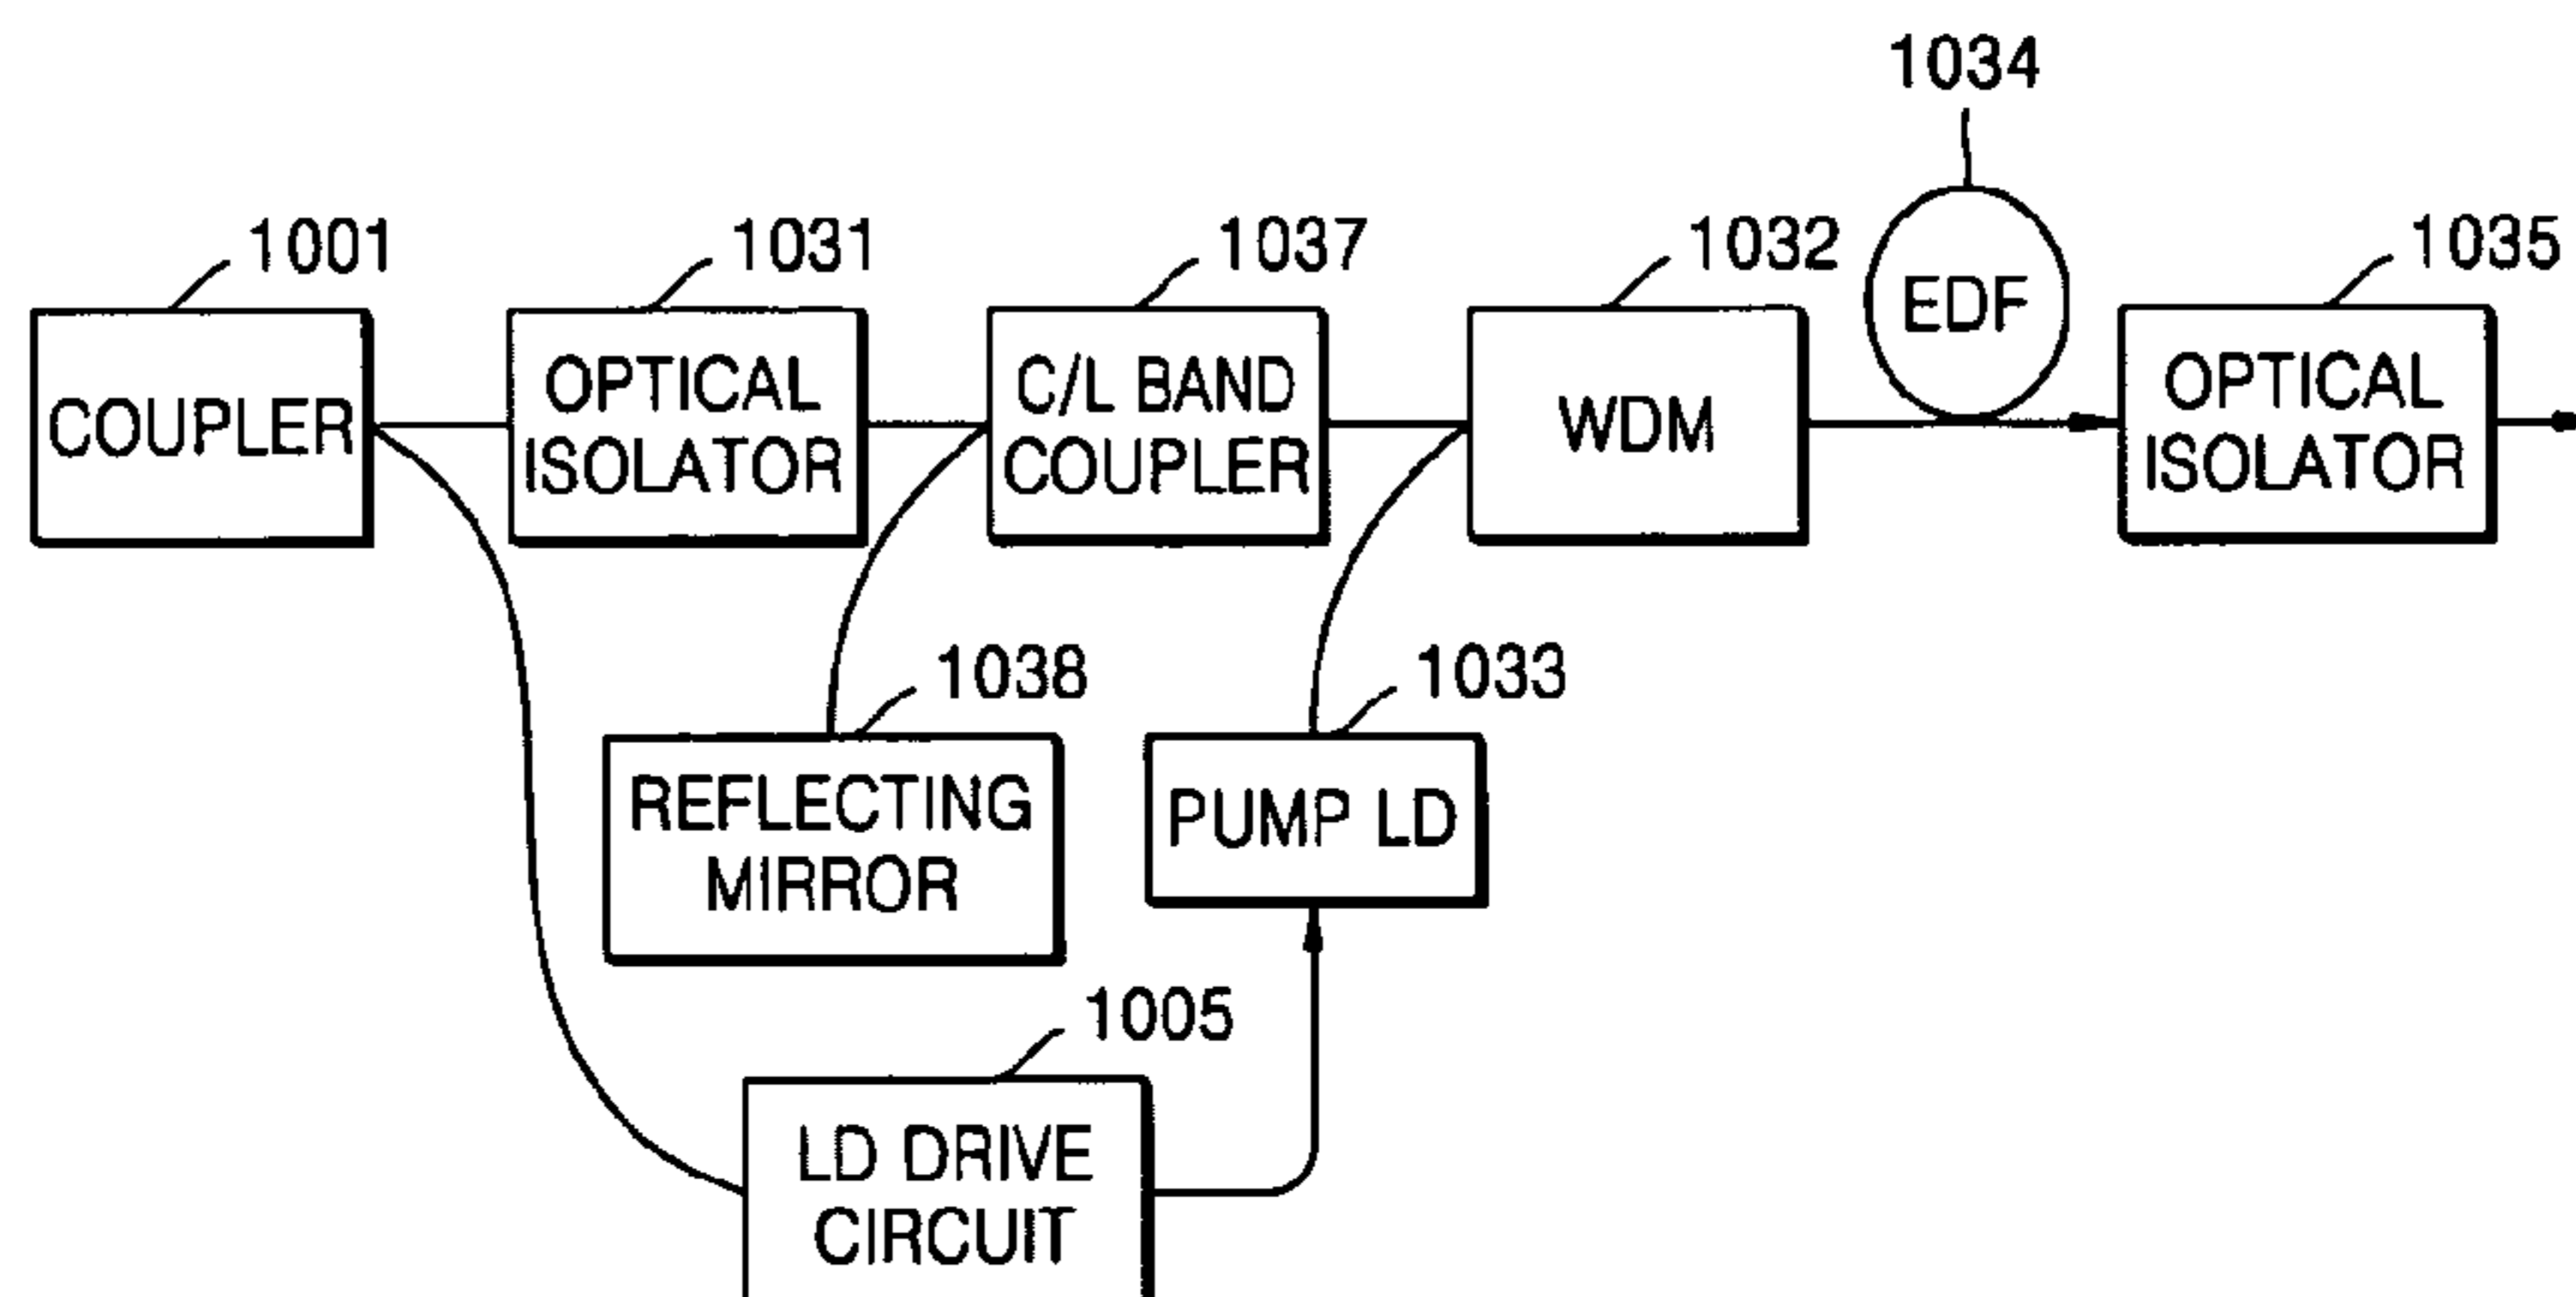 1034
1001
1031
1037
1032
1035
EDF
COUPLER
OPTICAL
ISOLATOR
C/L BAND
COUPLER
WDM
OPTICAL
ISOLATOR
1038
1033
REFLECTING
MIRROR
PUMP LD
1005
LD DRIVE
CIRCUIT